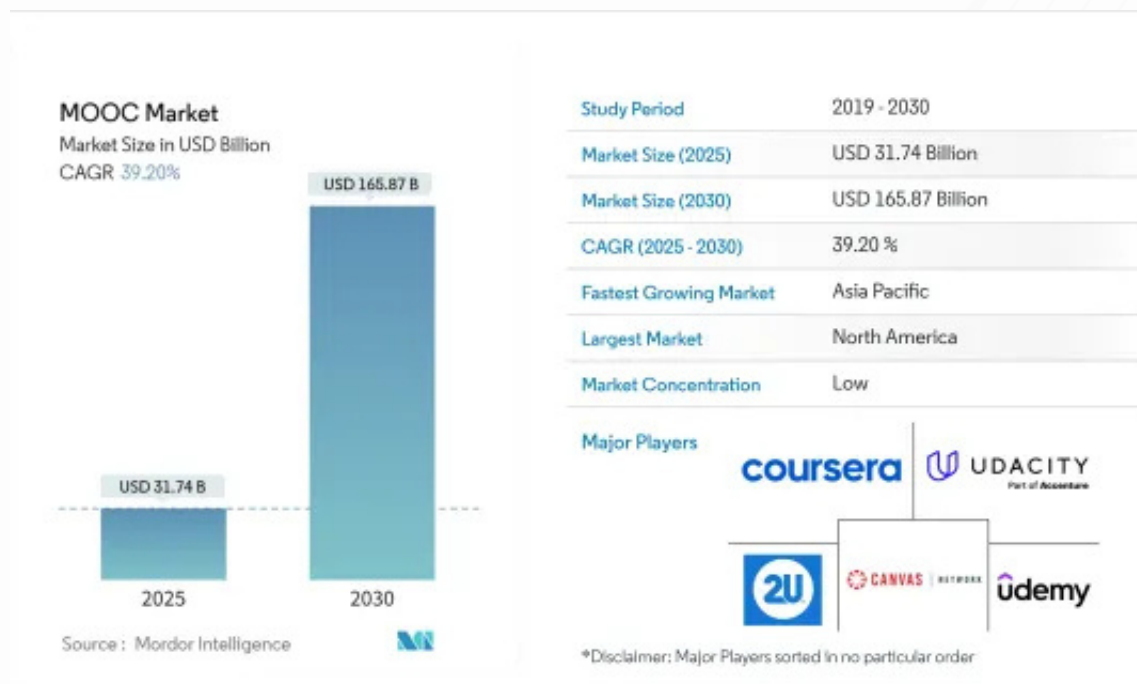 MOOC Market
Market Size in USD Billion
CAGR 39.20%
USD 165.87 B
USD 31.74 B
2025
2030
Source : Mordor Intelligence
Study Period
2019 - 2030
Market Size (2025)
USD 31.74 Billion
Market Size (2030)
USD 165.87 Billion
CAGR (2025 - 2030)
39.20 %
Fastest Growing Market
Asia Pacific
Largest Market
North America
Market Concentration
Low
Major Players
coursera
UDACITY
Part of Accenture
2U
CANVAS | NETWORK
ûdemy
*Disclaimer: Major Players sorted in no particular order